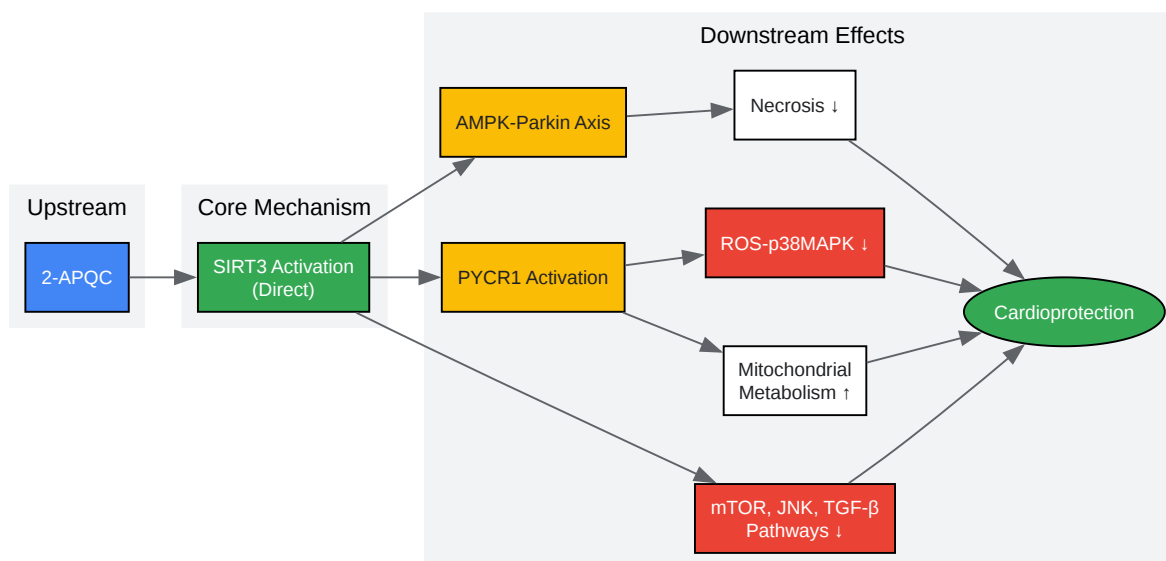 Downstream Effects
Necrosis ↓
AMPK-Parkin Axis
Upstream
Core Mechanism
2-APQC
SIRT3 Activation
(Direct)
PYCR1 Activation
ROS-p38MAPK ↓
Cardioprotection
Mitochondrial
Metabolism ↑
mTOR, JNK, TGF-β
Pathways ↓